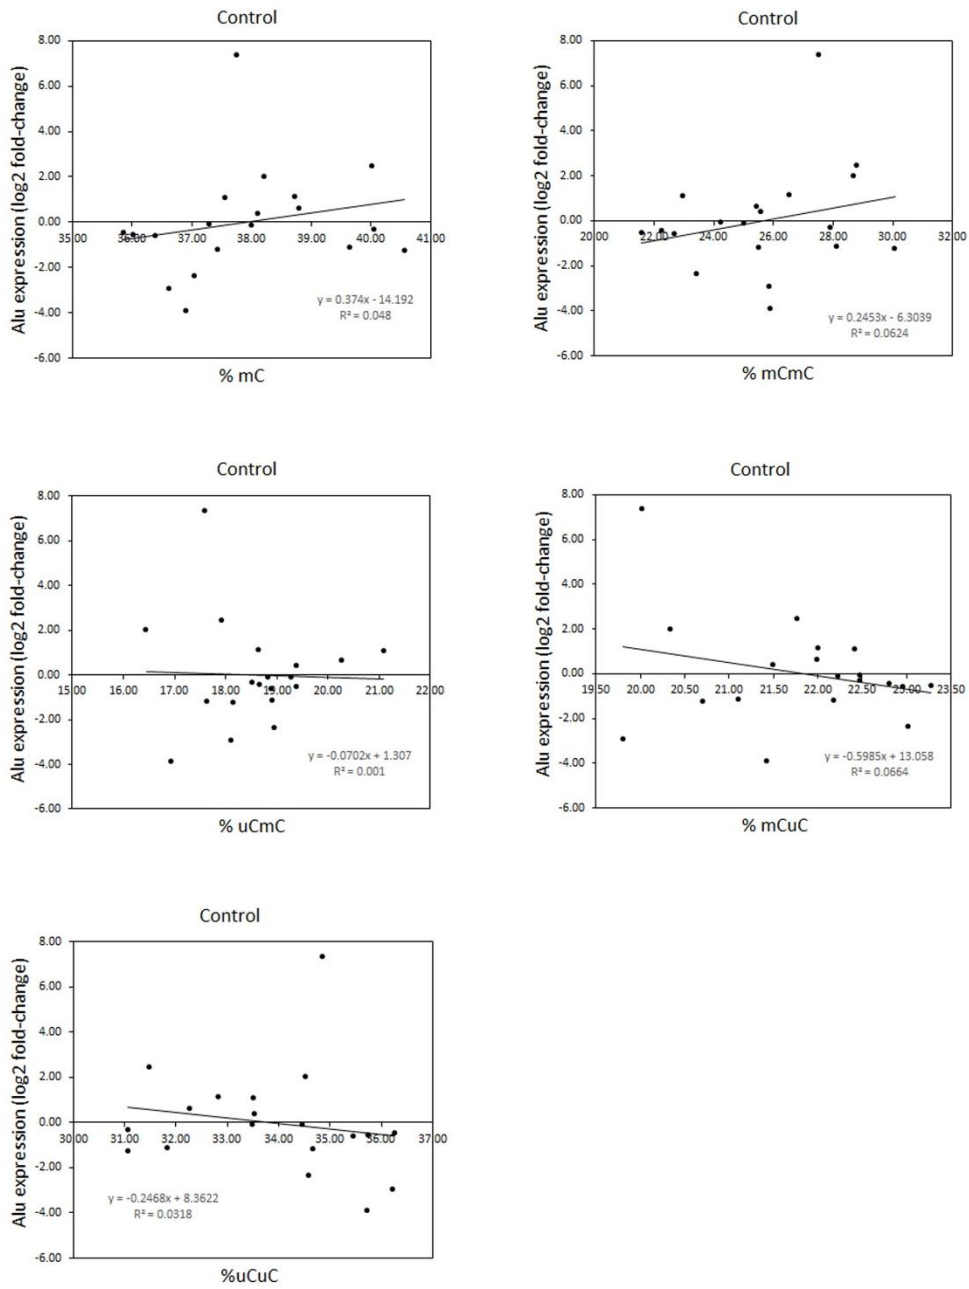 Control
8.00
6.00
4.00
2.00
0.00
-2.00
-4.00
-6.00
35.00 36.00 37.00 38.00 39.00 40.00 41.00
Alu expression (log2 fold-change)
y = 0.374x - 14.192
R² = 0.048
% mC
Control
8.00
6.00
4.00
2.00
0.00
-2.00
-4.00
-6.00
20.00 22.00 24.00 26.00 28.00 30.00 32.00
Alu expression (log2 fold-change)
y = 0.2453x - 6.3039
R² = 0.0624
% mCmC
Control
8.00
6.00
4.00
2.00
0.00
-2.00
-4.00
-6.00
15.00 16.00 17.00 18.00 19.00 20.00 21.00 22.00
Alu expression (log2 fold-change)
y = -0.0702x + 1.307
R² = 0.001
% uCmC
Control
8.00
6.00
4.00
2.00
0.00
-2.00
-4.00
-6.00
19.50 20.00 20.50 21.00 21.50 22.00 22.50 23.00 23.50
Alu expression (log2 fold-change)
y = -0.5985x + 13.058
R² = 0.0664
% mCuC
Control
8.00
6.00
4.00
2.00
0.00
-2.00
-4.00
-6.00
30.00 31.00 32.00 33.00 34.00 35.00 36.00 37.00
Alu expression (log2 fold-change)
y = -0.2468x + 8.3622
R² = 0.0318
%uCuC